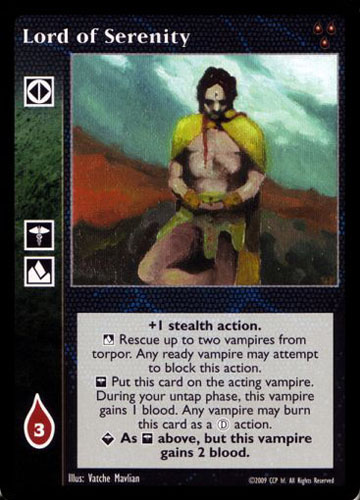 Lord of Serenity
+1 stealth action.
Rescue up to two vampires from
torpor. Any ready vampire may attempt
to block this action.
Put this card on the acting vampire.
During your untap phase, this vampire
gains 1 blood. Any vampire may burn
this card as a Ⓓ action.
As above, but this vampire
gains 2 blood.
3
Illus: Vatche Mavlian ©2009 CCP hf. All Rights Reserved